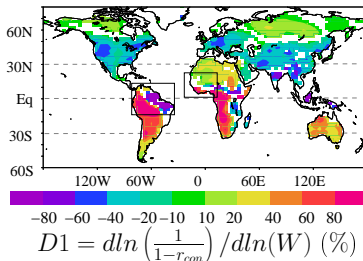 60N
30N
Eq
30S
60S
120W 60W 0 60E 120E
−80 −60 −40 −20 −10 10 20 40 60 80
D1 = dln(1/(1−r_con))/dln(W) (%)